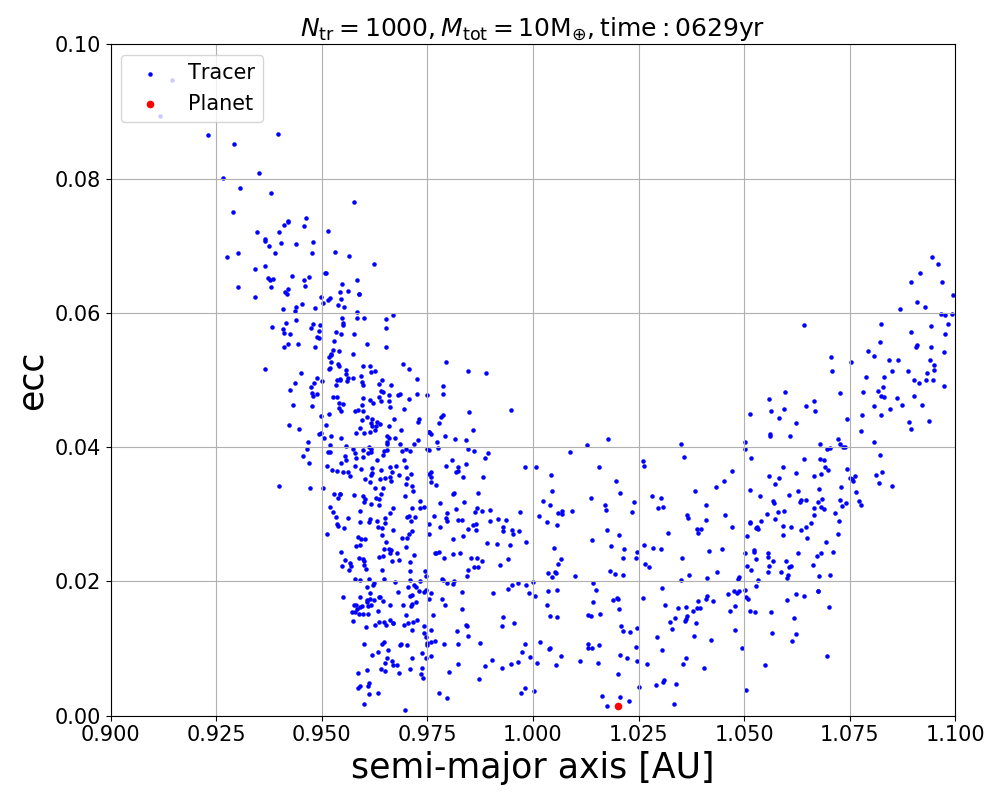 N_tr = 1000, M_tot = 10M_⊕, time : 0629yr
Tracer
Planet
ecc
0.10
0.08
0.06
0.04
0.02
0.00
0.900 0.925 0.950 0.975 1.000 1.025 1.050 1.075 1.100
semi-major axis [AU]